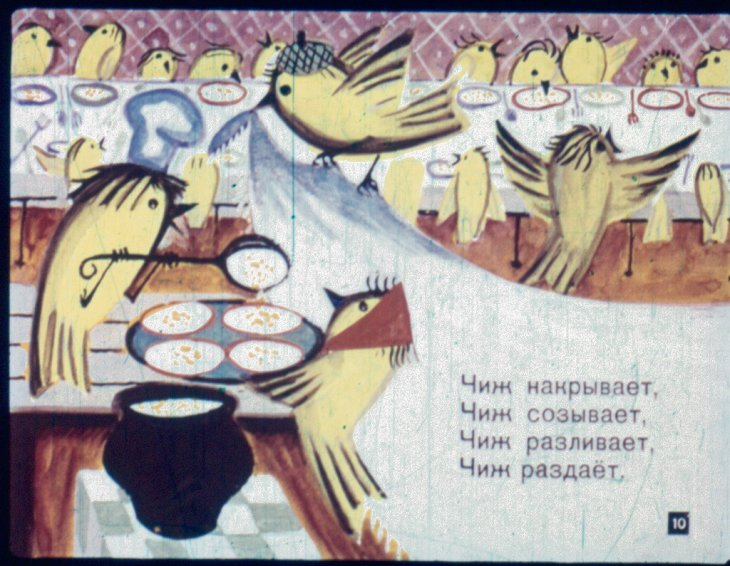 Чиж накрывает,
Чиж созывает,
Чиж разливает,
Чиж раздаёт.
10